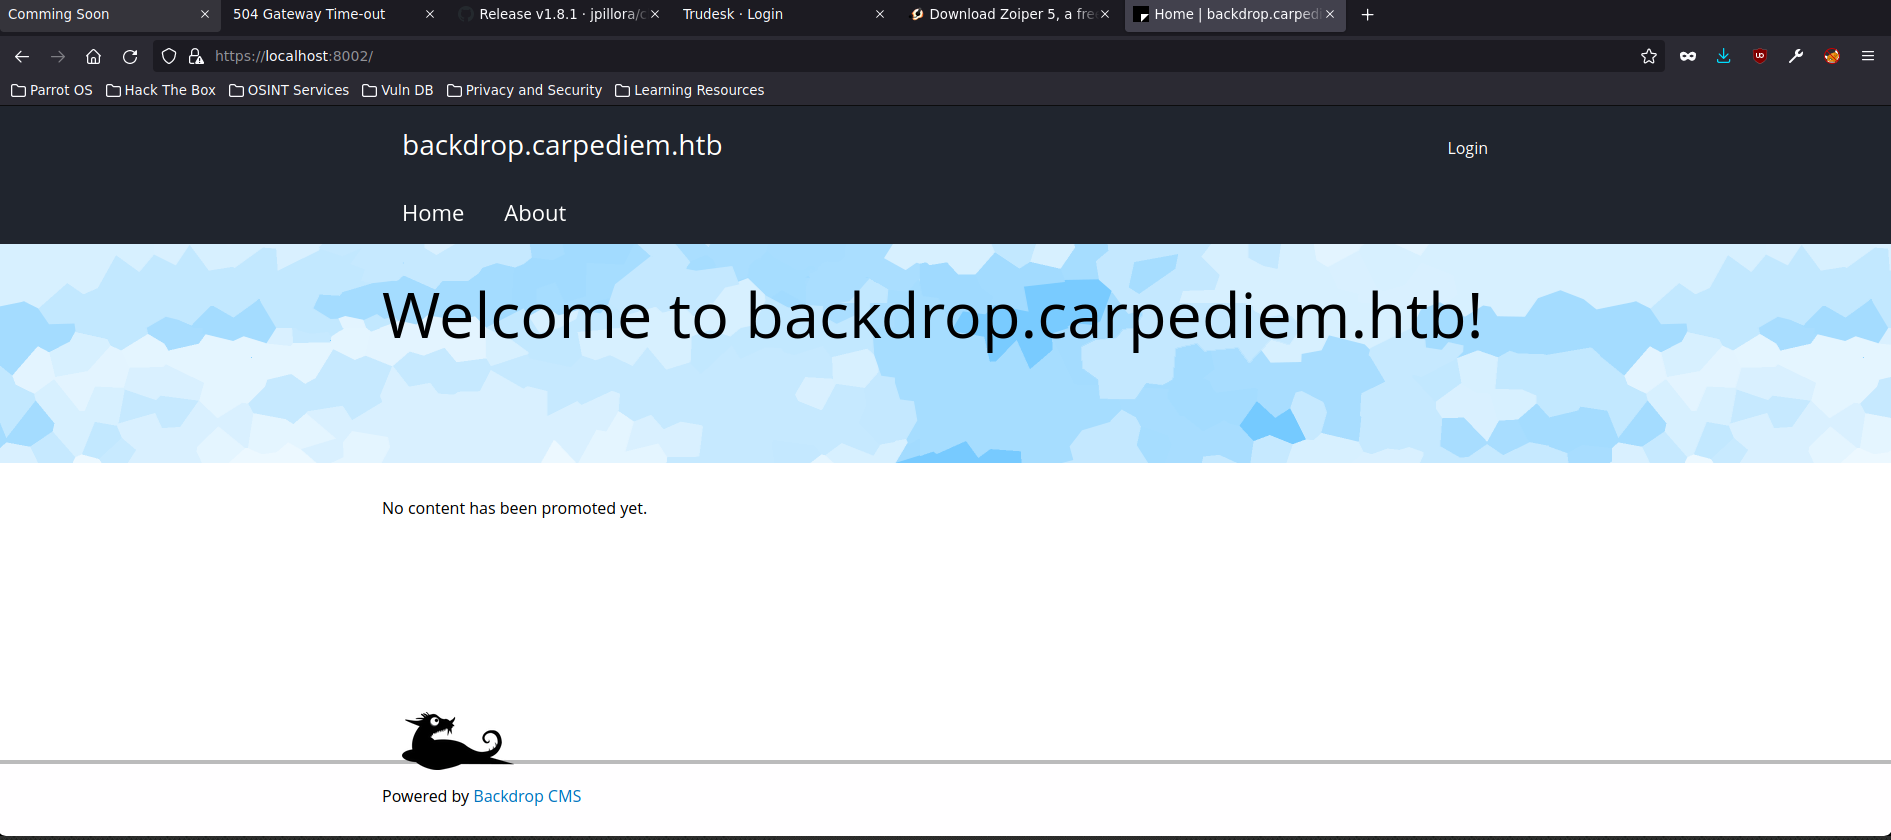 Comming Soon 504 Gateway Time-out Release v1.8.1 · jpillora/c Trudesk · Login Download Zoiper 5, a free Home | backdrop.carpedi
https://localhost:8002/
Parrot OS Hack The Box OSINT Services Vuln DB Privacy and Security Learning Resources
backdrop.carpediem.htb Login
Home About
Welcome to backdrop.carpediem.htb!
No content has been promoted yet.
Powered by Backdrop CMS